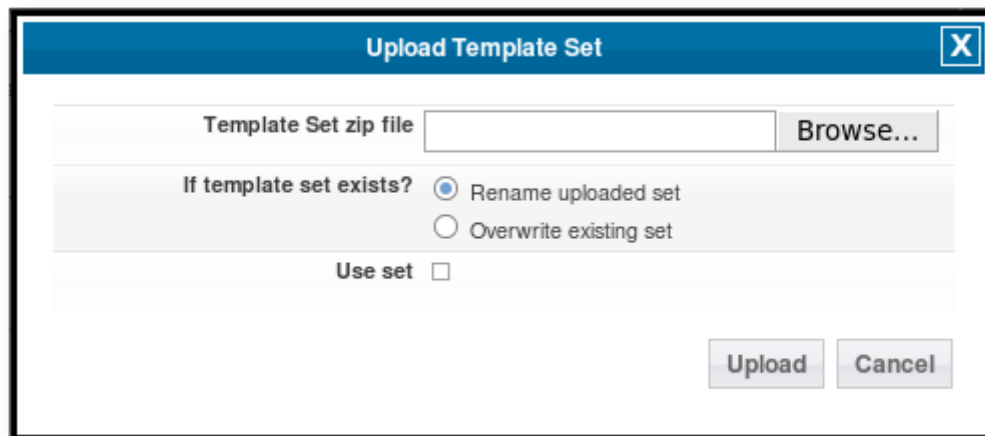 Upload Template Set X
Template Set zip file Browse...
If template set exists? Rename uploaded set
Overwrite existing set
Use set
Upload Cancel